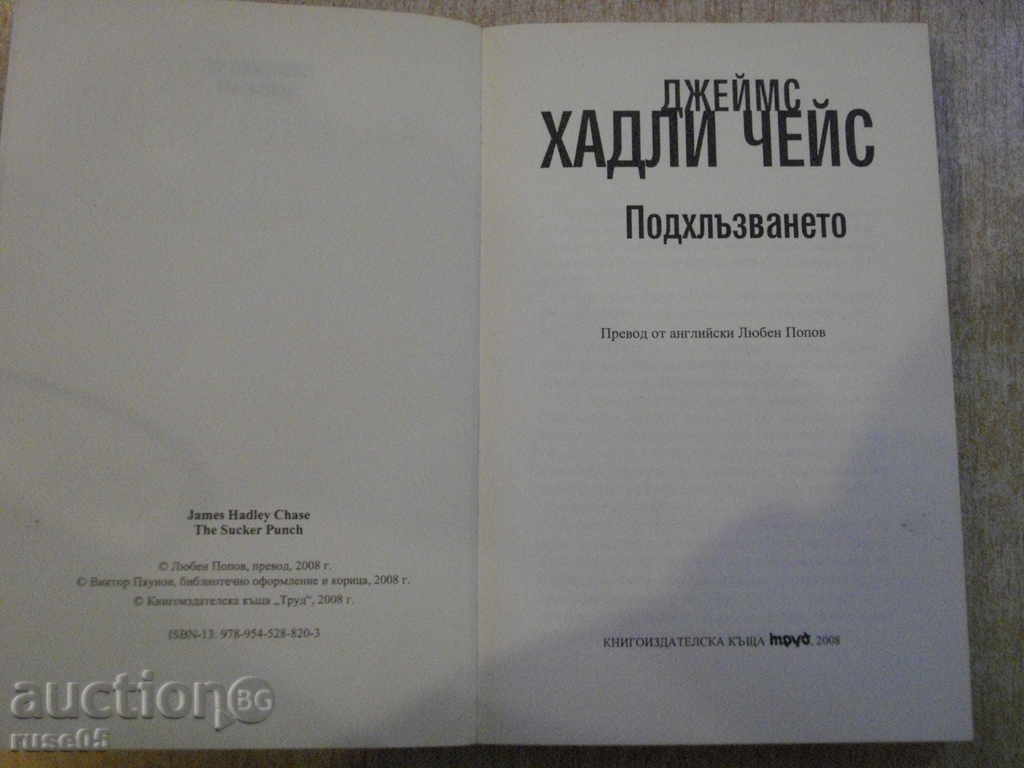 James Hadley Chase
The Sucker Punch
© Любен Попов, превод, 2008 г.
© Виктор Паунов, библиотечно оформление и корица, 2008 г.
© Книгоиздателска къща „Труд", 2008 г.
ISBN-13: 978-954-528-820-3
ДЖЕЙМС
ХАДЛИ ЧЕЙС
Подхлъзването
Превод от английски Любен Попов
КНИГОИЗДАТЕЛСКА КЪЩА труд, 2008
auction BG
ruse05